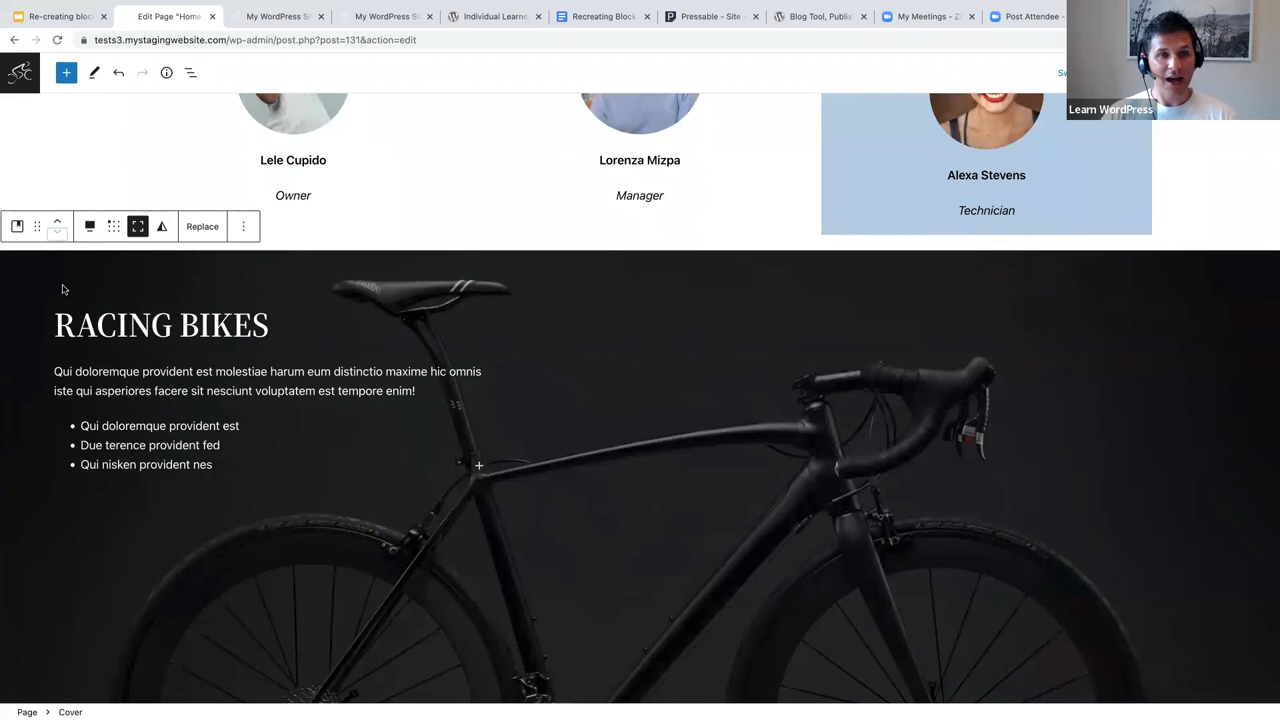 Re-creating block
Edit Page "Home
My WordPress Si
My WordPress Si
Individual Learne
Recreating Block
Pressable - Site
Blog Tool, Publis
My Meetings - Z
Post Attendee -
tests3.mystagingwebsite.com/wp-admin/post.php?post=131&action=edit
Sw
Learn WordPress
Lele Cupido
Lorenza Mizpa
Alexa Stevens
Owner
Manager
Technician
Replace
RACING BIKES
Qui doloremque provident est molestiae harum eum distinctio maxime hic omnis
iste qui asperiores facere sit nesciunt voluptatem est tempore enim!
• Qui doloremque provident est
• Due terence provident fed
• Qui nisken provident nes
Page > Cover